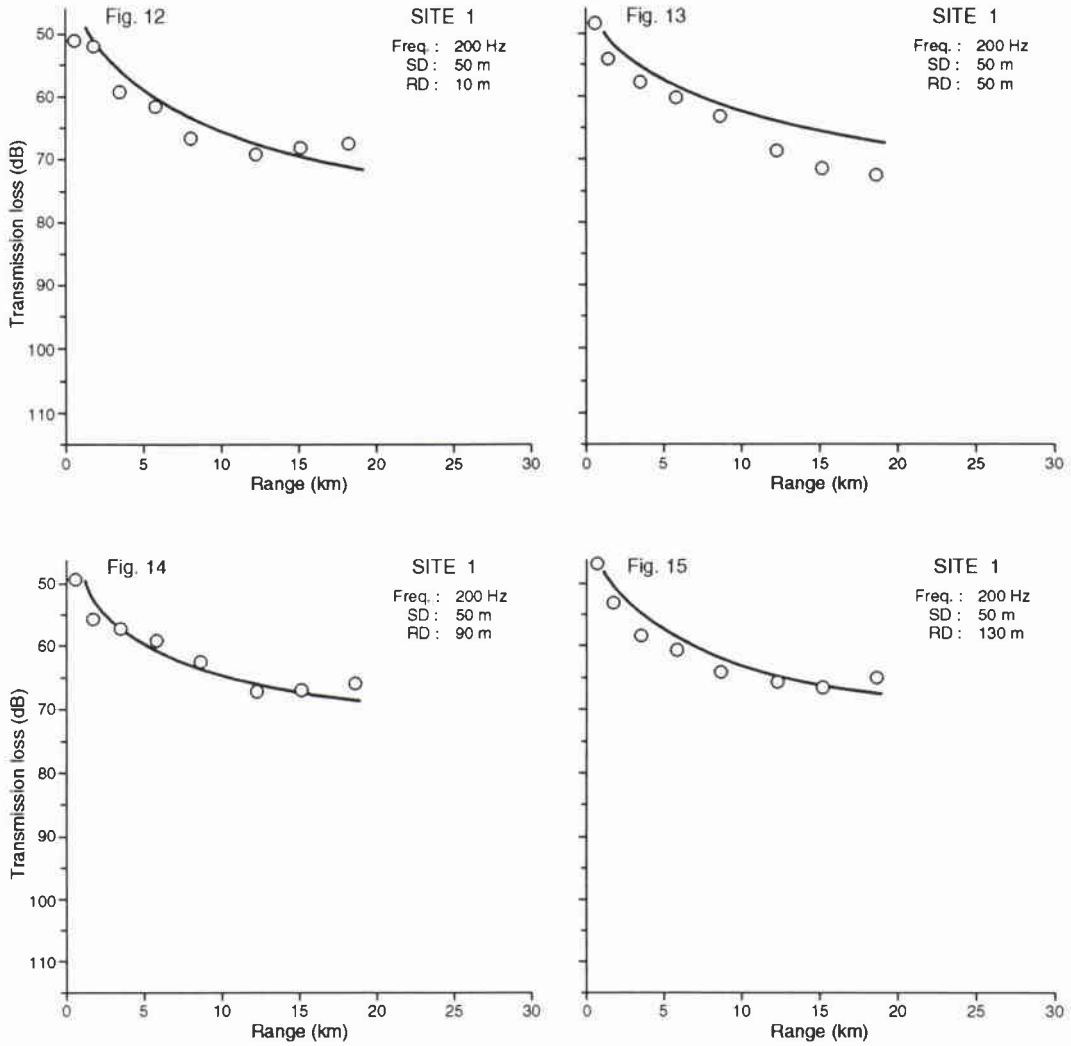 Fig. 12
SITE 1
Freq. : 200 Hz
SD : 50 m
RD : 10 m
50
60
70
80
90
100
110
Transmission loss (dB)
0 5 10 15 20 25 30
Range (km)
Fig. 13
SITE 1
Freq. : 200 Hz
SD : 50 m
RD : 50 m
0 5 10 15 20 25 30
Range (km)
Fig. 14
SITE 1
Freq. : 200 Hz
SD : 50 m
RD : 90 m
50
60
70
80
90
100
110
Transmission loss (dB)
0 5 10 15 20 25 30
Range (km)
Fig. 15
SITE 1
Freq. : 200 Hz
SD : 50 m
RD : 130 m
0 5 10 15 20 25 30
Range (km)